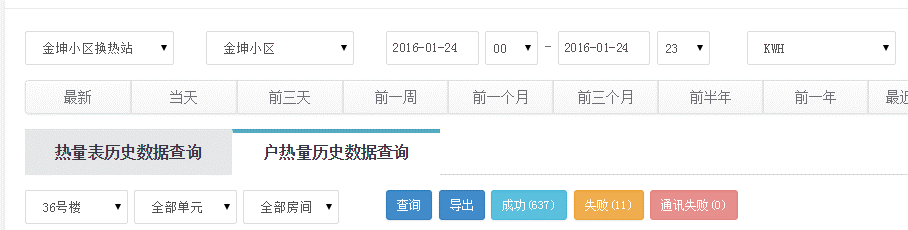 金坤小区换热站 金坤小区 2016-01-24 00 - 2016-01-24 23 KWH
最新 当天 前三天 前一周 前一个月 前三个月 前半年 前一年 最近
热量表历史数据查询 户热量历史数据查询
36号楼 全部单元 全部房间 查询 导出 成功(637) 失败(11) 通讯失败(0)